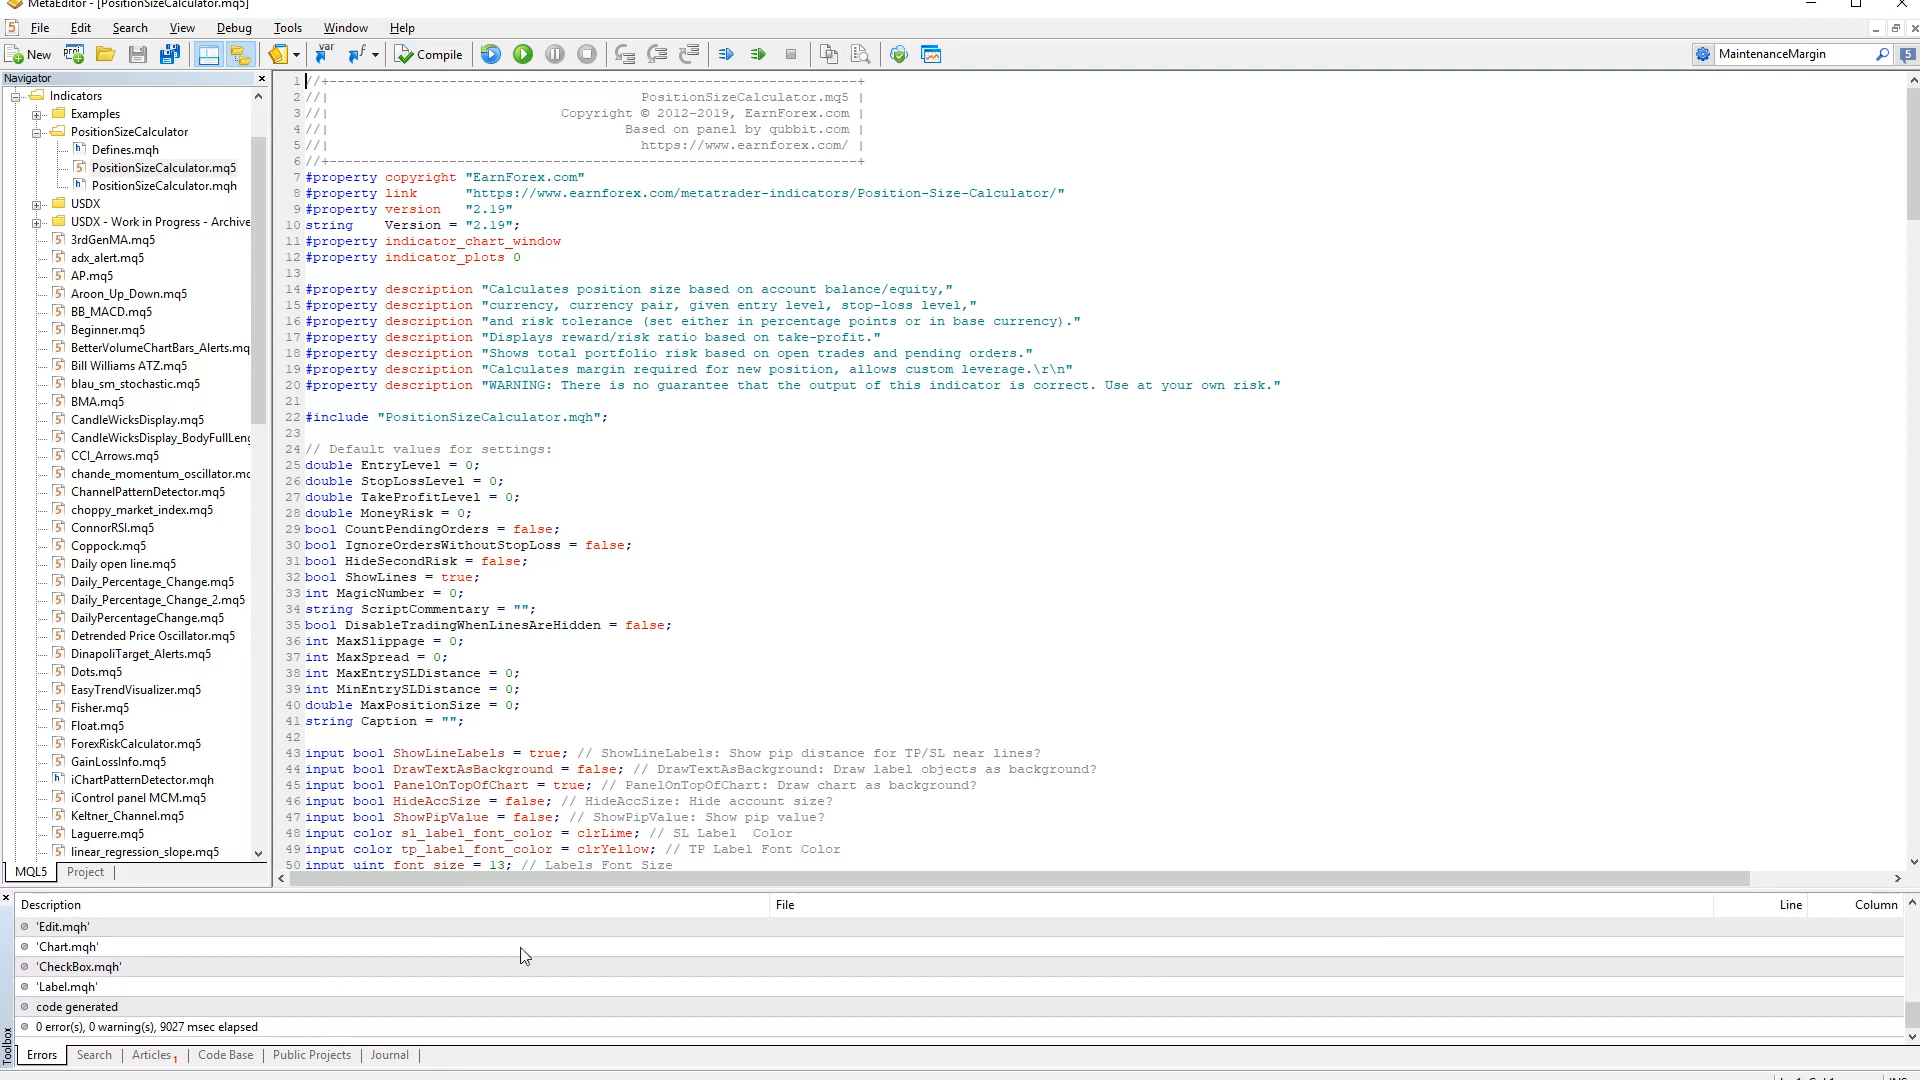 MetaEditor - [PositionSizeCalculator.mq5]
File Edit Search View Debug Tools Window Help
New Compile MaintenanceMargin
Navigator
Indicators
Examples
PositionSizeCalculator
Defines.mqh
PositionSizeCalculator.mq5
PositionSizeCalculator.mqh
USDX
USDX - Work in Progress - Archive
3rdGenMA.mq5
adx_alert.mq5
AP.mq5
Aroon_Up_Down.mq5
BB_MACD.mq5
Beginner.mq5
BetterVolumeChartBars_Alerts.mq
Bill Williams ATZ.mq5
blau_sm_stochastic.mq5
BMA.mq5
CandleWicksDisplay.mq5
CandleWicksDisplay_BodyFullLeng
CCI_Arrows.mq5
chande_momentum_oscillator.mq
ChannelPatternDetector.mq5
choppy_market_index.mq5
ConnorRSI.mq5
Coppock.mq5
Daily open line.mq5
Daily_Percentage_Change.mq5
Daily_Percentage_Change_2.mq5
DailyPercentageChange.mq5
Detrended Price Oscillator.mq5
DinapoliTarget_Alerts.mq5
Dots.mq5
EasyTrendVisualizer.mq5
Fisher.mq5
Float.mq5
ForexRiskCalculator.mq5
GainLossInfo.mq5
iChartPatternDetector.mqh
iControl panel MCM.mq5
Keltner_Channel.mq5
Laguerre.mq5
linear_regression_slope.mq5
MQL5 Project
1 //+------------------------------------------------------------------+
2 //| PositionSizeCalculator.mq5 |
3 //| Copyright © 2012-2019, EarnForex.com |
4 //| Based on panel by qubbit.com |
5 //| https://www.earnforex.com/ |
6 //+------------------------------------------------------------------+
7 #property copyright "EarnForex.com"
8 #property link "https://www.earnforex.com/metatrader-indicators/Position-Size-Calculator/"
9 #property version "2.19"
10 string Version = "2.19";
11 #property indicator_chart_window
12 #property indicator_plots 0
13
14 #property description "Calculates position size based on account balance/equity,"
15 #property description "currency, currency pair, given entry level, stop-loss level,"
16 #property description "and risk tolerance (set either in percentage points or in base currency)."
17 #property description "Displays reward/risk ratio based on take-profit."
18 #property description "Shows total portfolio risk based on open trades and pending orders."
19 #property description "Calculates margin required for new position, allows custom leverage.\r\n"
20 #property description "WARNING: There is no guarantee that the output of this indicator is correct. Use at your own risk."
21
22 #include "PositionSizeCalculator.mqh";
23
24 // Default values for settings:
25 double EntryLevel = 0;
26 double StopLossLevel = 0;
27 double TakeProfitLevel = 0;
28 double MoneyRisk = 0;
29 bool CountPendingOrders = false;
30 bool IgnoreOrdersWithoutStopLoss = false;
31 bool HideSecondRisk = false;
32 bool ShowLines = true;
33 int MagicNumber = 0;
34 string ScriptCommentary = "";
35 bool DisableTradingWhenLinesAreHidden = false;
36 int MaxSlippage = 0;
37 int MaxSpread = 0;
38 int MaxEntrySLDistance = 0;
39 int MinEntrySLDistance = 0;
40 double MaxPositionSize = 0;
41 string Caption = "";
42
43 input bool ShowLineLabels = true; // ShowLineLabels: Show pip distance for TP/SL near lines?
44 input bool DrawTextAsBackground = false; // DrawTextAsBackground: Draw label objects as background?
45 input bool PanelOnTopOfChart = true; // PanelOnTopOfChart: Draw chart as background?
46 input bool HideAccSize = false; // HideAccSize: Hide account size?
47 input bool ShowPipValue = false; // ShowPipValue: Show pip value?
48 input color sl_label_font_color = clrLime; // SL Label Color
49 input color tp_label_font_color = clrYellow; // TP Label Font Color
50 input uint font_size = 13; // Labels Font Size
Description File Line Column
'Edit.mqh'
'Chart.mqh'
'CheckBox.mqh'
'Label.mqh'
code generated
0 error(s), 0 warning(s), 9027 msec elapsed
Toolbox
Errors Search Articles 1 Code Base Public Projects Journal